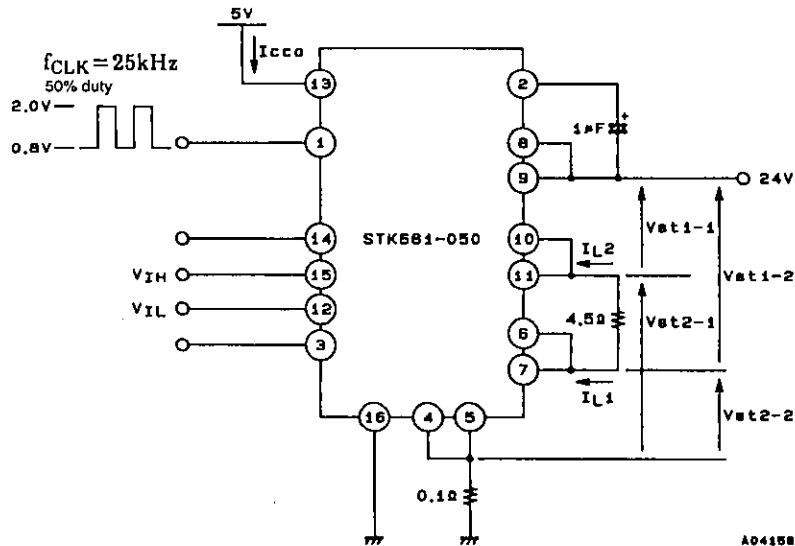 5V
Icco
fCLK = 25kHz
50% duty
2.0V
0.8V
13
2
1μF
+
1
8
9
24V
14
STK681-050
10
IL2
Vst1-1
VIH
15
11
Vst1-2
VIL
12
4.5Ω
Vst2-1
3
6
7
IL1
16
4
5
Vst2-2
0.1Ω
A04158